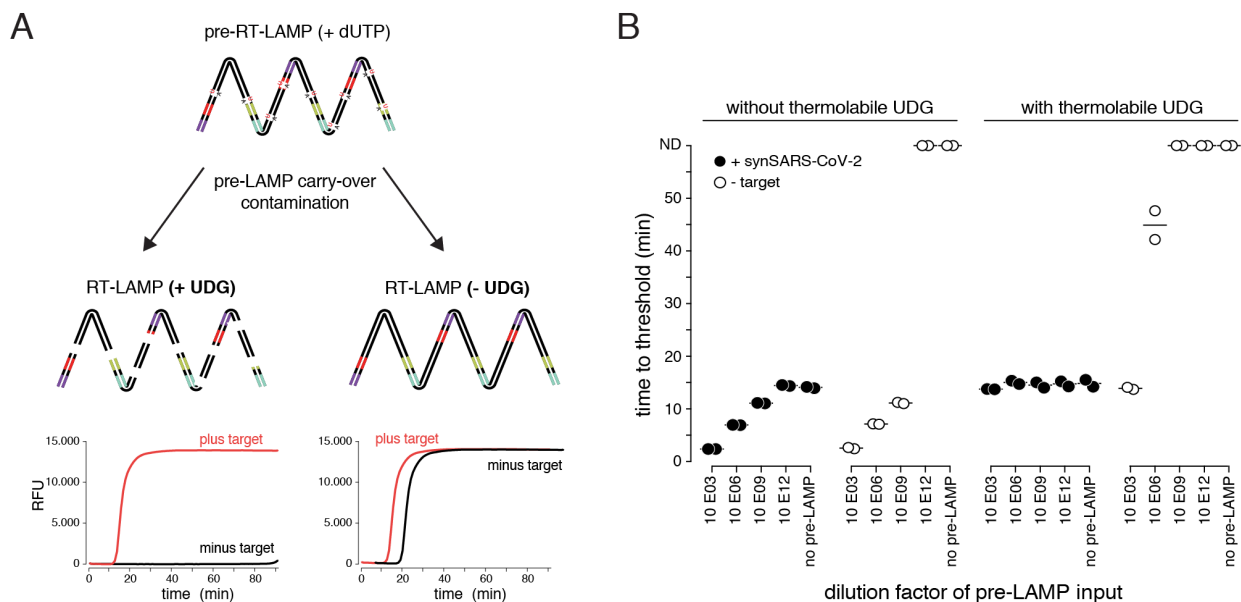 A
pre-RT-LAMP (+ dUTP)
pre-LAMP carry-over
contamination
RT-LAMP (+ UDG)
RT-LAMP (- UDG)
15.000
10.000
5.000
0
RFU
plus target
minus target
0
20
40
60
80
time (min)
15.000
10.000
5.000
0
plus target
minus target
0
20
40
60
80
time (min)
B
without thermolabile UDG
with thermolabile UDG
+ synSARS-CoV-2
- target
ND
50
40
30
20
10
0
time to threshold (min)
10 E03
10 E06
10 E09
10 E12
no pre-LAMP
10 E03
10 E06
10 E09
10 E12
no pre-LAMP
10 E03
10 E06
10 E09
10 E12
no pre-LAMP
10 E03
10 E06
10 E09
10 E12
no pre-LAMP
dilution factor of pre-LAMP input